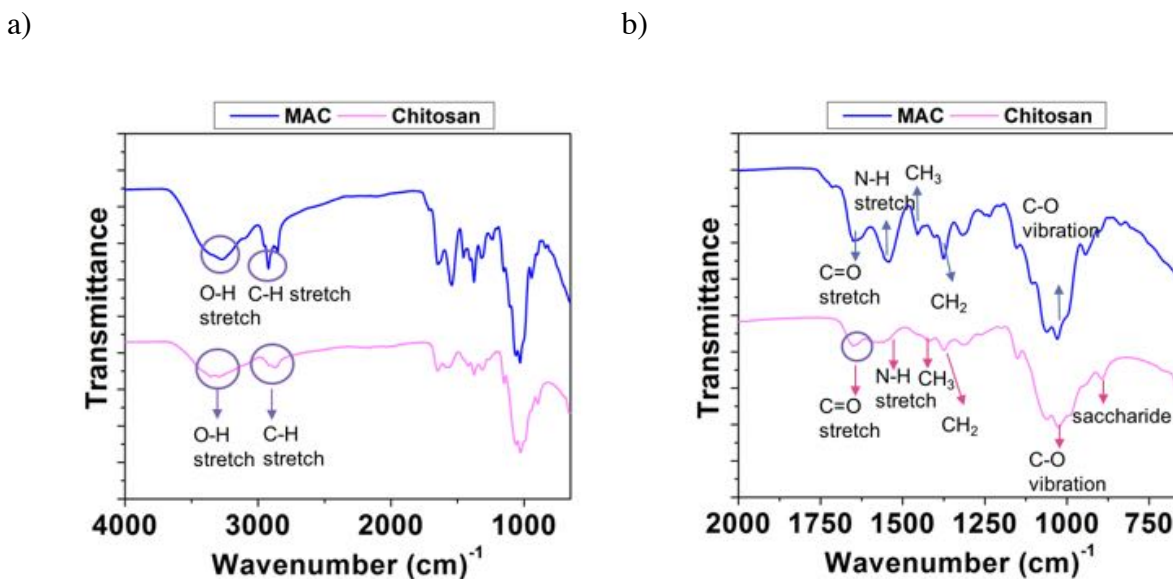 a)
b)
MAC Chitosan
Transmittance
O-H
stretch
C-H stretch
O-H
stretch
C-H
stretch
4000 3000 2000 1000
Wavenumber (cm)-1
MAC Chitosan
Transmittance
N-H
stretch
CH3
C-O
vibration
C=O
stretch
CH2
N-H
stretch
CH3
C=O
stretch
CH2
saccharide
C-O
vibration
2000 1750 1500 1250 1000 750
Wavenumber (cm)-1